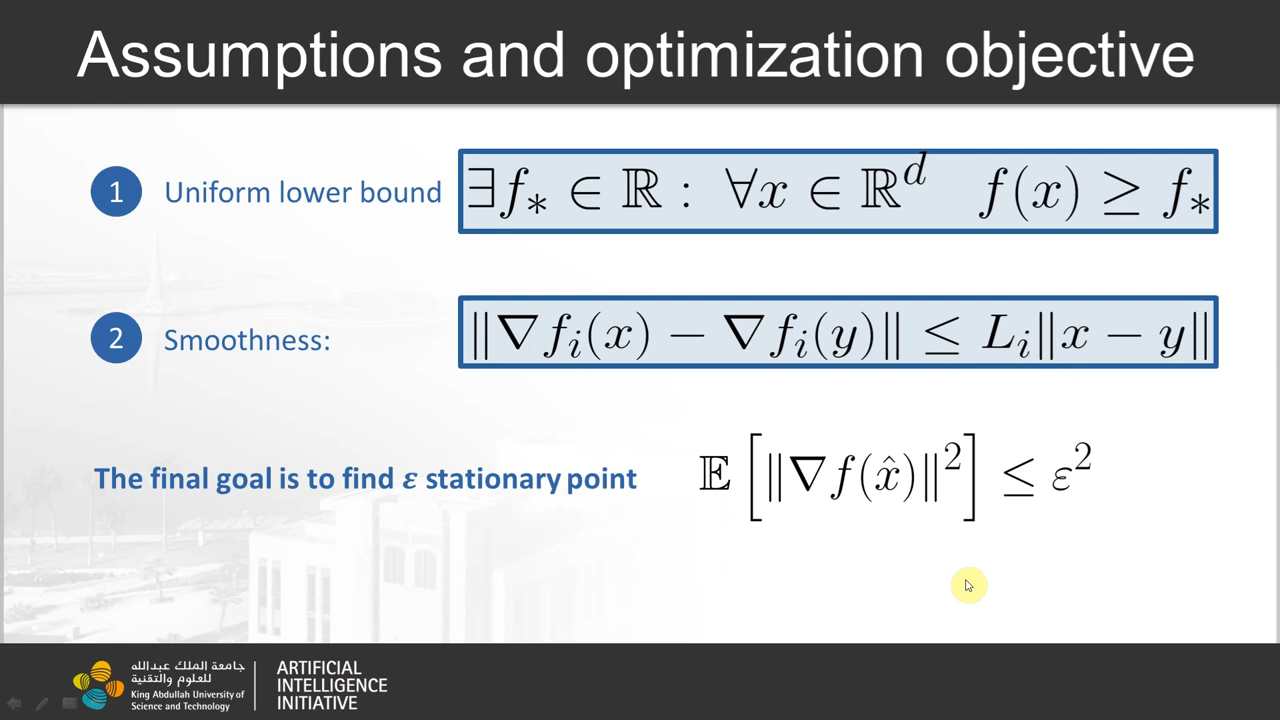 Assumptions and optimization objective
1 Uniform lower bound ∃f_* ∈ ℝ : ∀x ∈ ℝ^d f(x) ≥ f_*
2 Smoothness: ‖∇f_i(x) − ∇f_i(y)‖ ≤ L_i‖x − y‖
The final goal is to find ε stationary point 𝔼[‖∇f(x̂)‖²] ≤ ε²
جامعة الملك عبدالله
للعلوم والتقنية
King Abdullah University of
Science and Technology
ARTIFICIAL
INTELLIGENCE
INITIATIVE